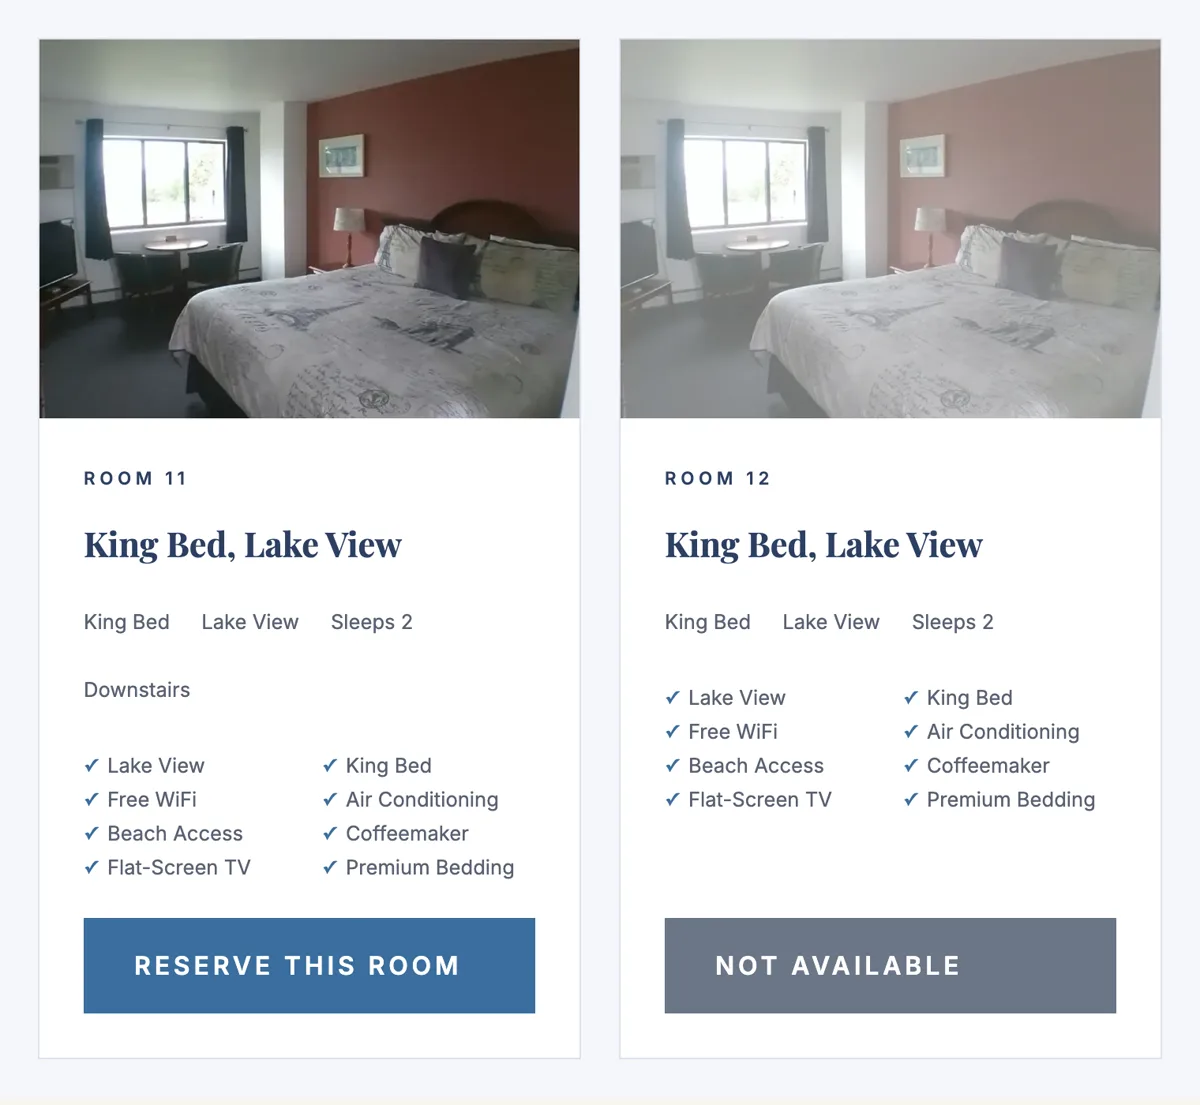 ROOM 11
King Bed, Lake View
King Bed Lake View Sleeps 2
Downstairs
✓ Lake View ✓ King Bed
✓ Free WiFi ✓ Air Conditioning
✓ Beach Access ✓ Coffeemaker
✓ Flat-Screen TV ✓ Premium Bedding
RESERVE THIS ROOM
ROOM 12
King Bed, Lake View
King Bed Lake View Sleeps 2
✓ Lake View ✓ King Bed
✓ Free WiFi ✓ Air Conditioning
✓ Beach Access ✓ Coffeemaker
✓ Flat-Screen TV ✓ Premium Bedding
NOT AVAILABLE